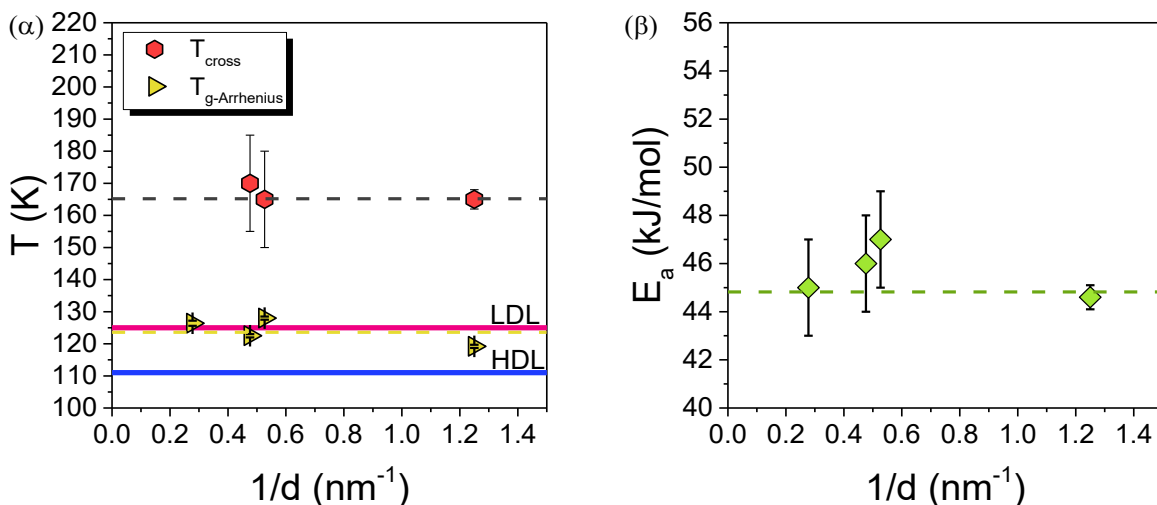 (α)
220
210
200
190
180
170
160
150
140
130
120
110
100
T (K)
T_cross
T_g-Arrhenius
LDL
HDL
0.0 0.2 0.4 0.6 0.8 1.0 1.2 1.4
1/d (nm⁻¹)
(β)
56
54
52
50
48
46
44
42
40
E_a (kJ/mol)
0.0 0.2 0.4 0.6 0.8 1.0 1.2 1.4
1/d (nm⁻¹)